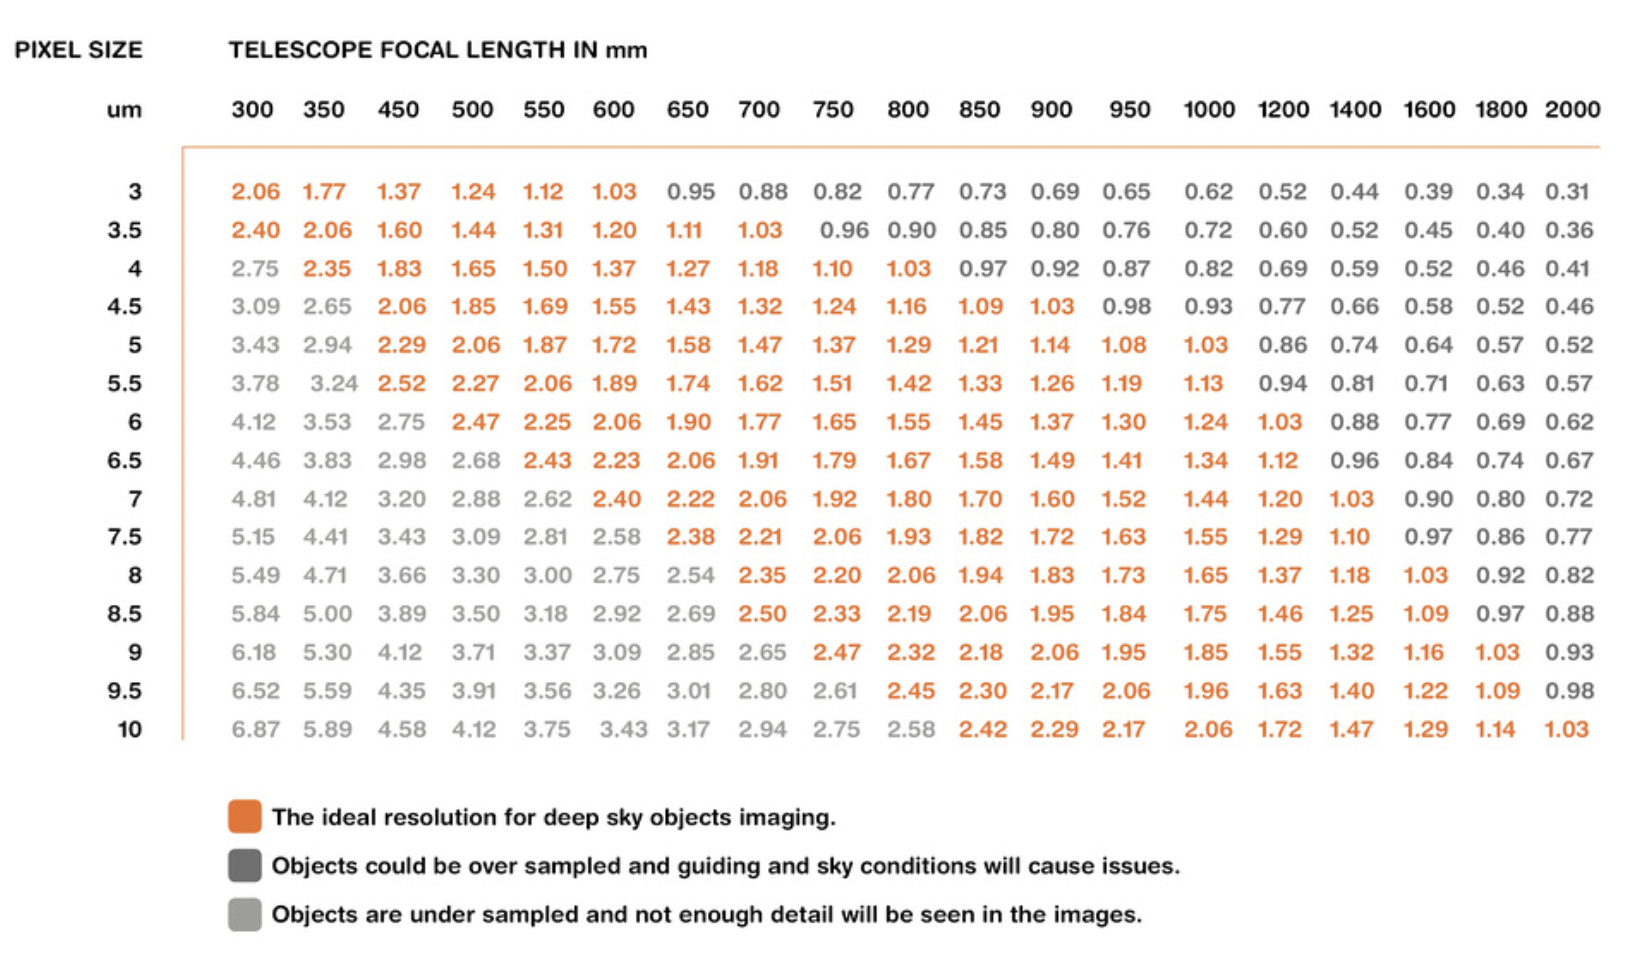 PIXEL SIZE TELESCOPE FOCAL LENGTH IN mm
um 300 350 450 500 550 600 650 700 750 800 850 900 950 1000 1200 1400 1600 1800 2000
3 2.06 1.77 1.37 1.24 1.12 1.03 0.95 0.88 0.82 0.77 0.73 0.69 0.65 0.62 0.52 0.44 0.39 0.34 0.31
3.5 2.40 2.06 1.60 1.44 1.31 1.20 1.11 1.03 0.96 0.90 0.85 0.80 0.76 0.72 0.60 0.52 0.45 0.40 0.36
4 2.75 2.35 1.83 1.65 1.50 1.37 1.27 1.18 1.10 1.03 0.97 0.92 0.87 0.82 0.69 0.59 0.52 0.46 0.41
4.5 3.09 2.65 2.06 1.85 1.69 1.55 1.43 1.32 1.24 1.16 1.09 1.03 0.98 0.93 0.77 0.66 0.58 0.52 0.46
5 3.43 2.94 2.29 2.06 1.87 1.72 1.58 1.47 1.37 1.29 1.21 1.14 1.08 1.03 0.86 0.74 0.64 0.57 0.52
5.5 3.78 3.24 2.52 2.27 2.06 1.89 1.74 1.62 1.51 1.42 1.33 1.26 1.19 1.13 0.94 0.81 0.71 0.63 0.57
6 4.12 3.53 2.75 2.47 2.25 2.06 1.90 1.77 1.65 1.55 1.45 1.37 1.30 1.24 1.03 0.88 0.77 0.69 0.62
6.5 4.46 3.83 2.98 2.68 2.43 2.23 2.06 1.91 1.79 1.67 1.58 1.49 1.41 1.34 1.12 0.96 0.84 0.74 0.67
7 4.81 4.12 3.20 2.88 2.62 2.40 2.22 2.06 1.92 1.80 1.70 1.60 1.52 1.44 1.20 1.03 0.90 0.80 0.72
7.5 5.15 4.41 3.43 3.09 2.81 2.58 2.38 2.21 2.06 1.93 1.82 1.72 1.63 1.55 1.29 1.10 0.97 0.86 0.77
8 5.49 4.71 3.66 3.30 3.00 2.75 2.54 2.35 2.20 2.06 1.94 1.83 1.73 1.65 1.37 1.18 1.03 0.92 0.82
8.5 5.84 5.00 3.89 3.50 3.18 2.92 2.69 2.50 2.33 2.19 2.06 1.95 1.84 1.75 1.46 1.25 1.09 0.97 0.88
9 6.18 5.30 4.12 3.71 3.37 3.09 2.85 2.65 2.47 2.32 2.18 2.06 1.95 1.85 1.55 1.32 1.16 1.03 0.93
9.5 6.52 5.59 4.35 3.91 3.56 3.26 3.01 2.80 2.61 2.45 2.30 2.17 2.06 1.96 1.63 1.40 1.22 1.09 0.98
10 6.87 5.89 4.58 4.12 3.75 3.43 3.17 2.94 2.75 2.58 2.42 2.29 2.17 2.06 1.72 1.47 1.29 1.14 1.03
The ideal resolution for deep sky objects imaging.
Objects could be over sampled and guiding and sky conditions will cause issues.
Objects are under sampled and not enough detail will be seen in the images.